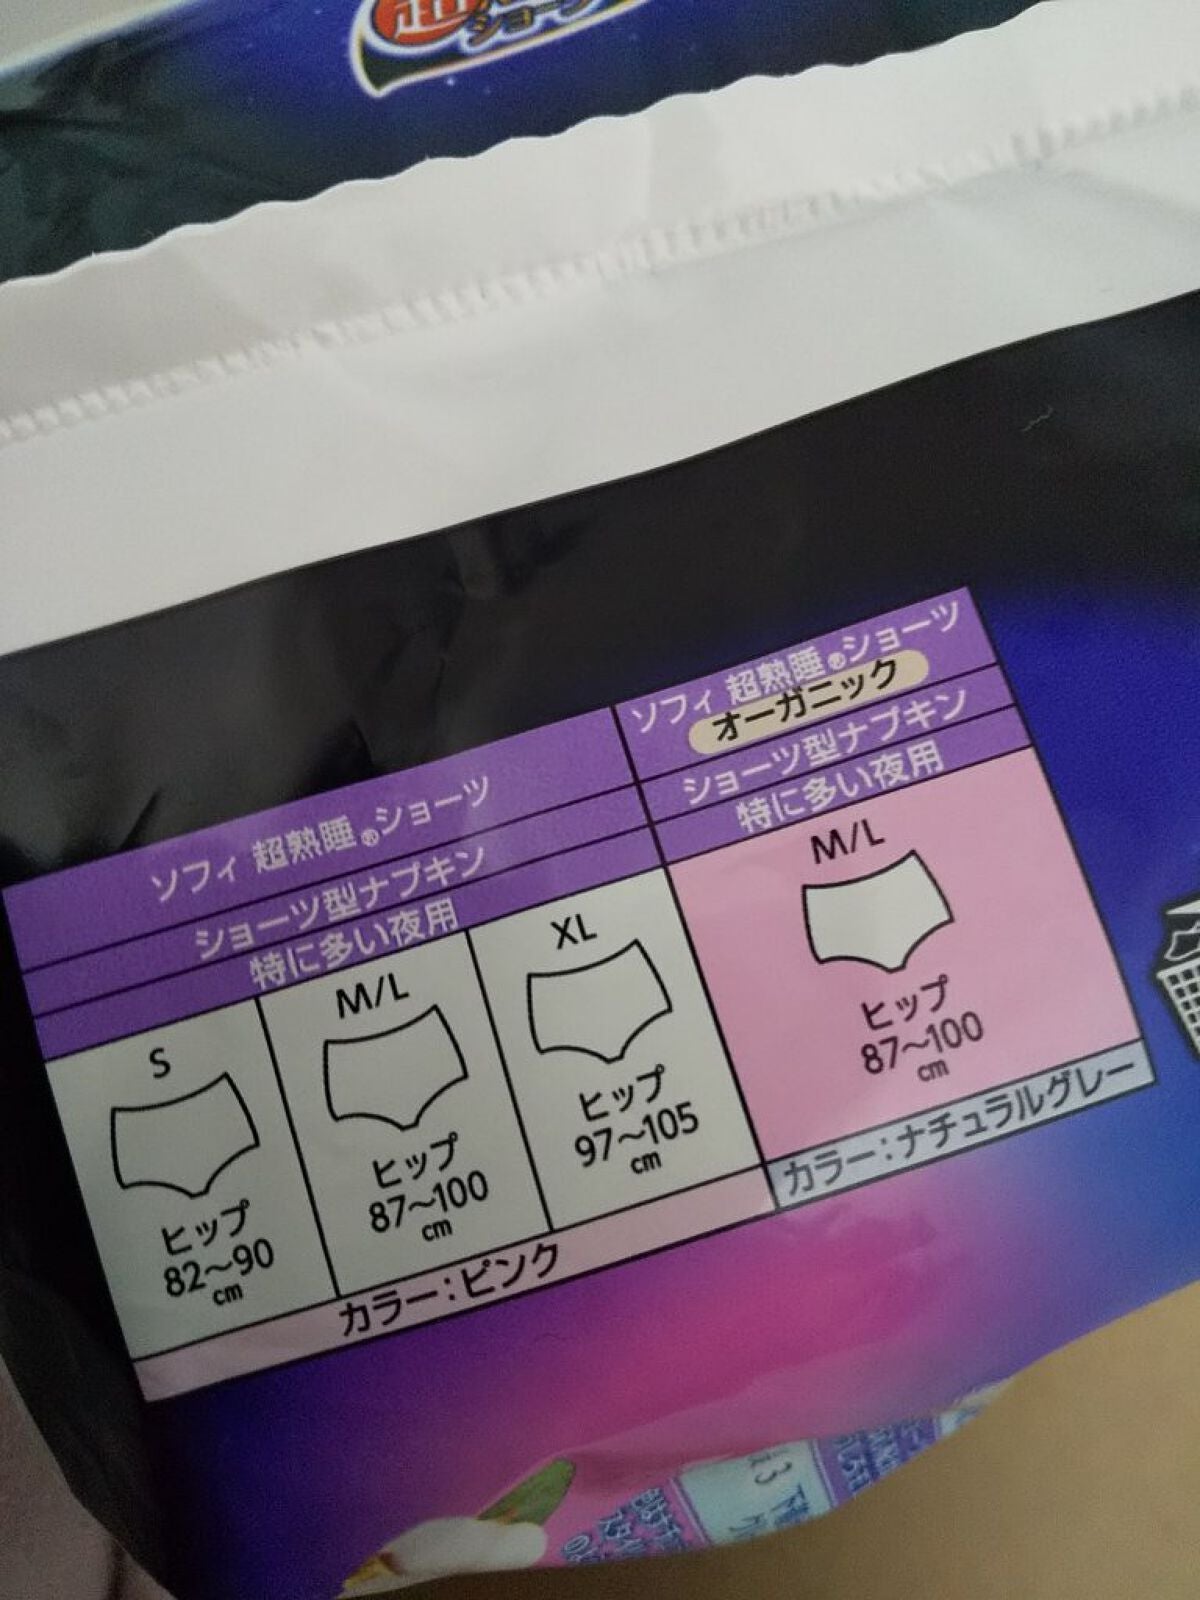 超
ショーツ
ソフィ 超熟睡®ショーツ
ショーツ型ナプキン
特に多い夜用
S
ヒップ
82〜90
cm
M/L
ヒップ
87〜100
cm
XL
ヒップ
97〜105
cm
カラー:ピンク
ソフィ 超熟睡®ショーツ
オーガニック
ショーツ型ナプキン
特に多い夜用
M/L
ヒップ
87〜100
cm
カラー:ナチュラルグレー